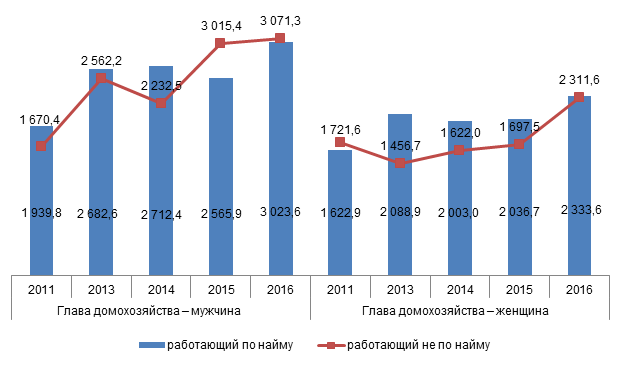 3 015,4 3 071,3
2 562,2
2 232,5 2 311,6
1 670,4 1 721,6 1 456,7 1 622,0 1 697,5
1 939,8 2 682,6 2 712,4 2 565,9 3 023,6 1 622,9 2 088,9 2 003,0 2 036,7 2 333,6
2011 2013 2014 2015 2016 2011 2013 2014 2015 2016
Глава домохозяйства – мужчина Глава домохозяйства – женщина
работающий по найму работающий не по найму